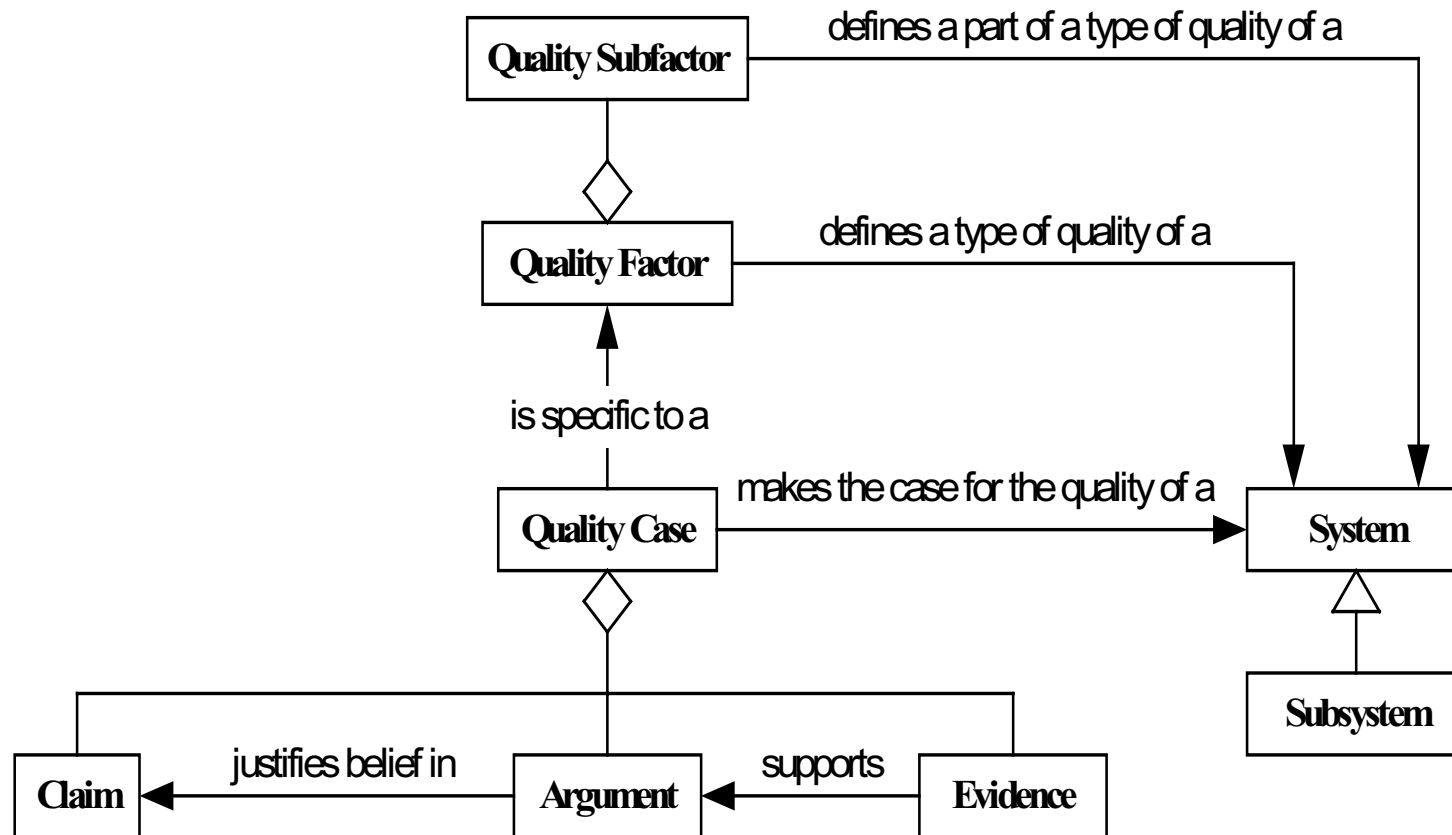 defines a part of a type of quality of a
Quality Subfactor
defines a type of quality of a
Quality Factor
is specific to a
makes the case for the quality of a
Quality Case
System
Subsystem
justifies belief in
supports
Claim
Argument
Evidence